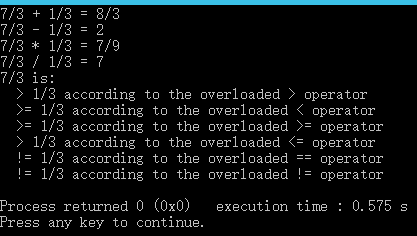 7/3 + 1/3 = 8/3
7/3 - 1/3 = 2
7/3 * 1/3 = 7/9
7/3 / 1/3 = 7
7/3 is:
  > 1/3 according to the overloaded > operator
  >= 1/3 according to the overloaded < operator
  >= 1/3 according to the overloaded >= operator
  > 1/3 according to the overloaded <= operator
  != 1/3 according to the overloaded == operator
  != 1/3 according to the overloaded != operator
Process returned 0 (0x0)   execution time : 0.575 s
Press any key to continue.